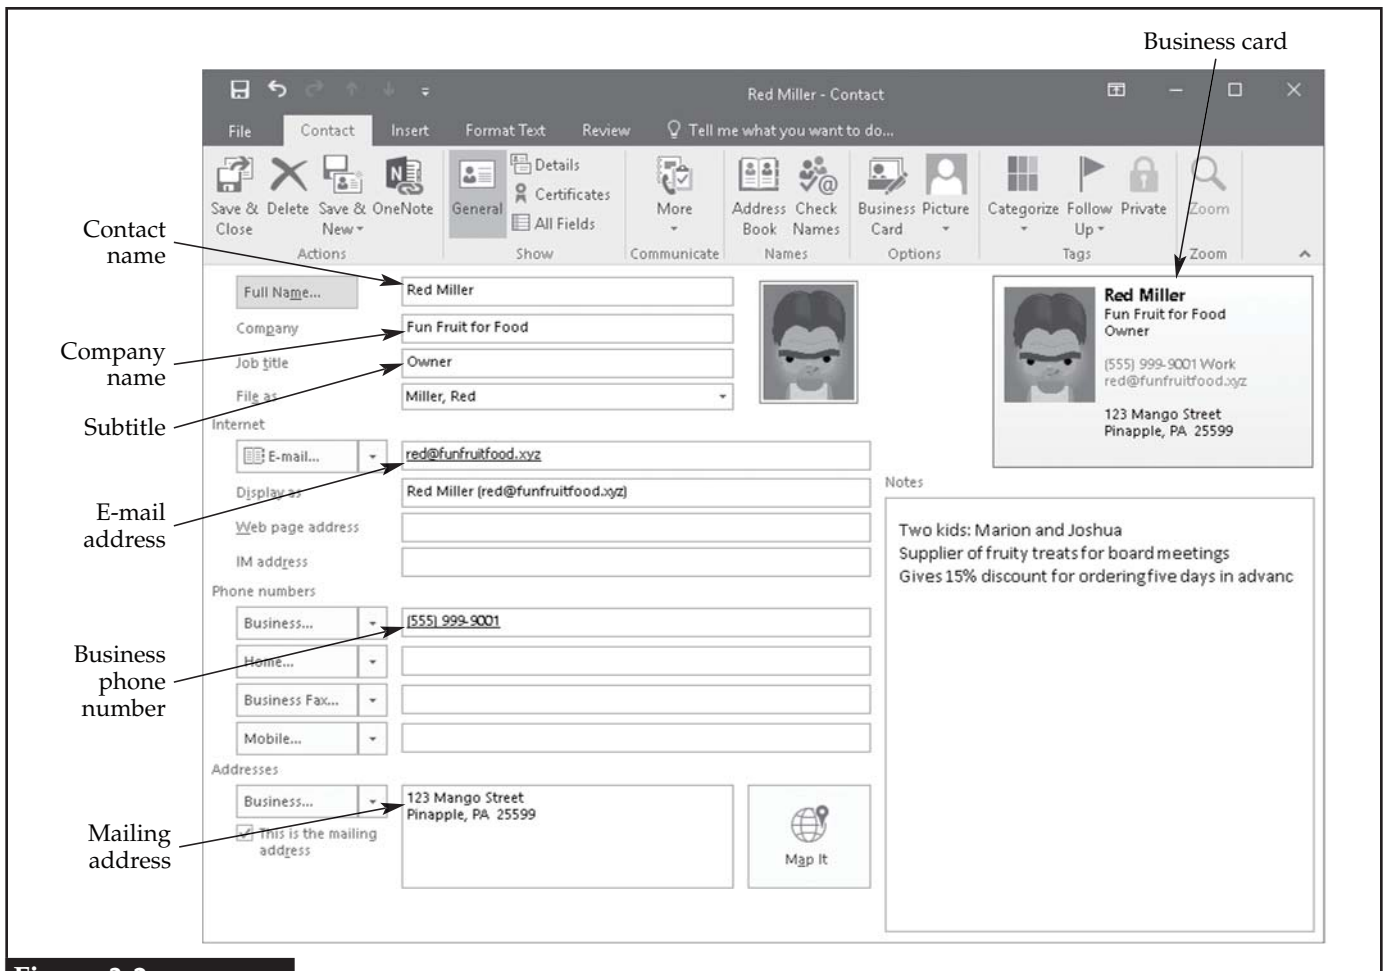 Business card
Red Miller - Contact
File Contact Insert Format Text Review Tell me what you want to do...
Save & Close Delete Save & New OneNote General Details Certificates All Fields More Address Book Check Names Business Card Picture Categorize Follow Up Private Zoom
Actions Show Communicate Names Options Tags Zoom
Contact
name
Full Name... Red Miller
Company Fun Fruit for Food
Company
name
Job title Owner
File as Miller, Red
Subtitle
Red Miller
Fun Fruit for Food
Owner
(555) 999-9001 Work
red@funfruitfood.xyz
123 Mango Street
Pinapple, PA 25599
Internet
E-mail... red@funfruitfood.xyz
Display as Red Miller (red@funfruitfood.xyz)
E-mail
address
Web page address
IM address
Notes
Two kids: Marion and Joshua
Supplier of fruity treats for board meetings
Gives 15% discount for ordering five days in advanc
Phone numbers
Business... (555) 999-9001
Business
phone
number
Home...
Business Fax...
Mobile...
Addresses
Business... 123 Mango Street
Pinapple, PA 25599
Mailing
address
This is the mailing
address
Map It